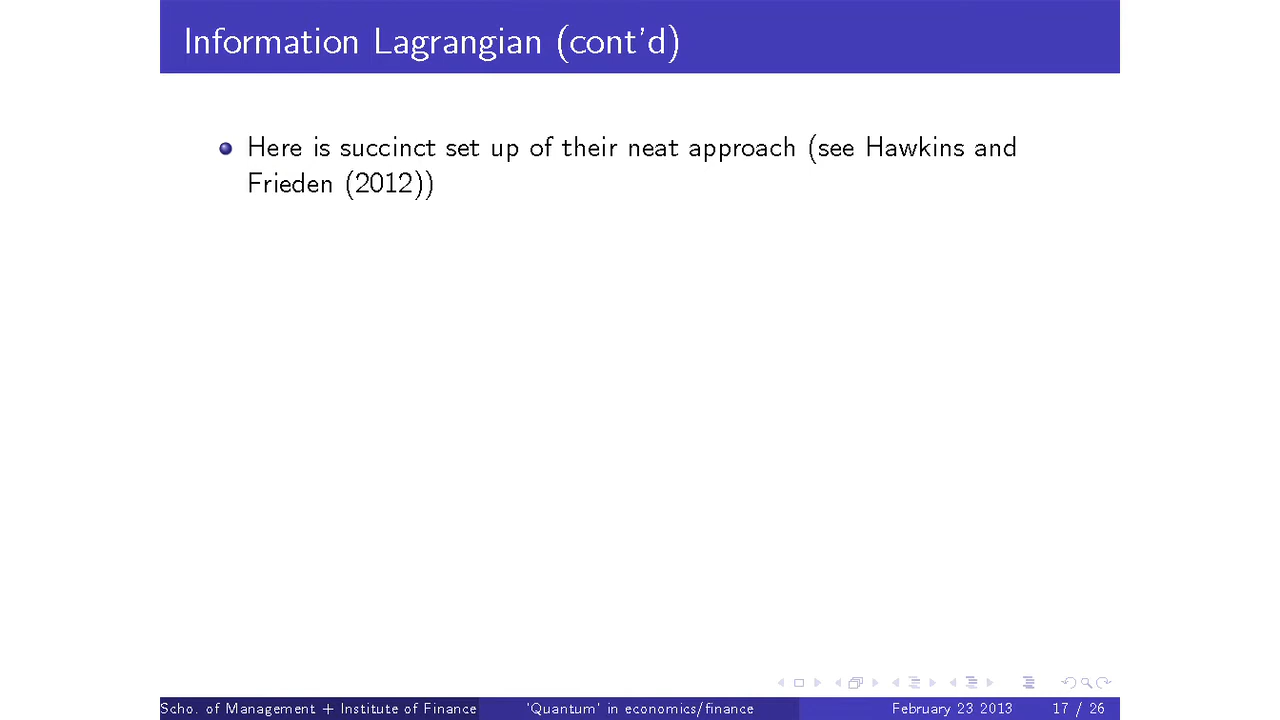 Information Lagrangian (cont'd)
Here is succinct set up of their neat approach (see Hawkins and
Frieden (2012))
Scho. of Management + Institute of Finance
'Quantum' in economics/finance
February 23 2013
17 / 26